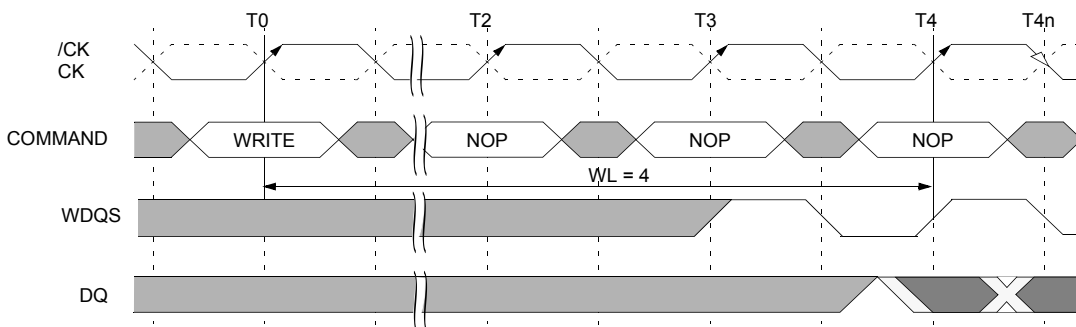 T0 T2 T3 T4 T4n
/CK
CK
COMMAND WRITE NOP NOP NOP
WL = 4
WDQS
DQ